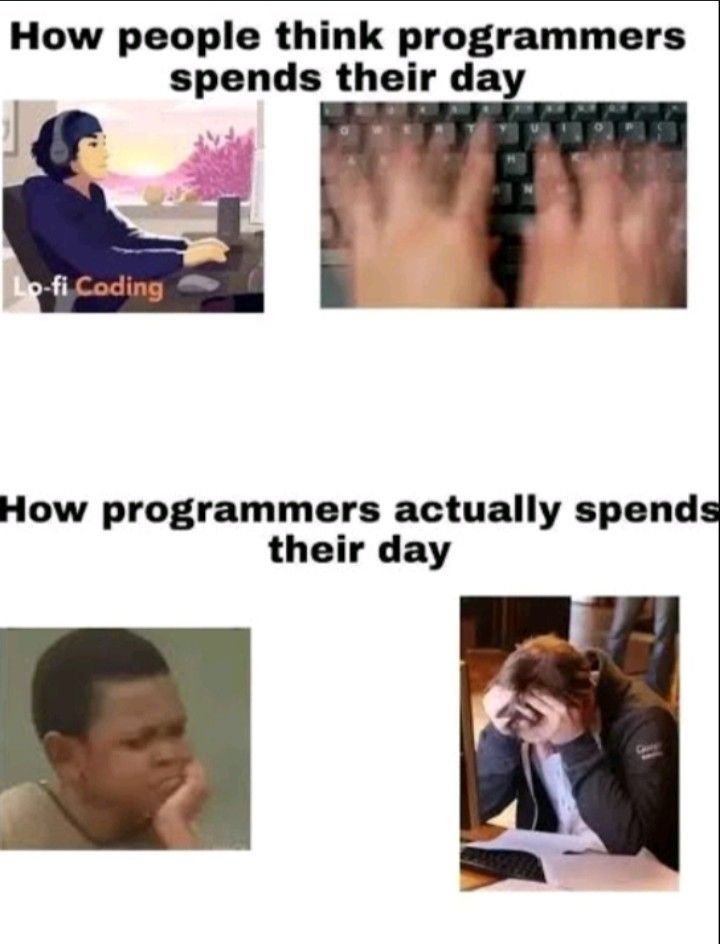 How people think programmers
spends their day
Lo-fi Coding
How programmers actually spends
their day